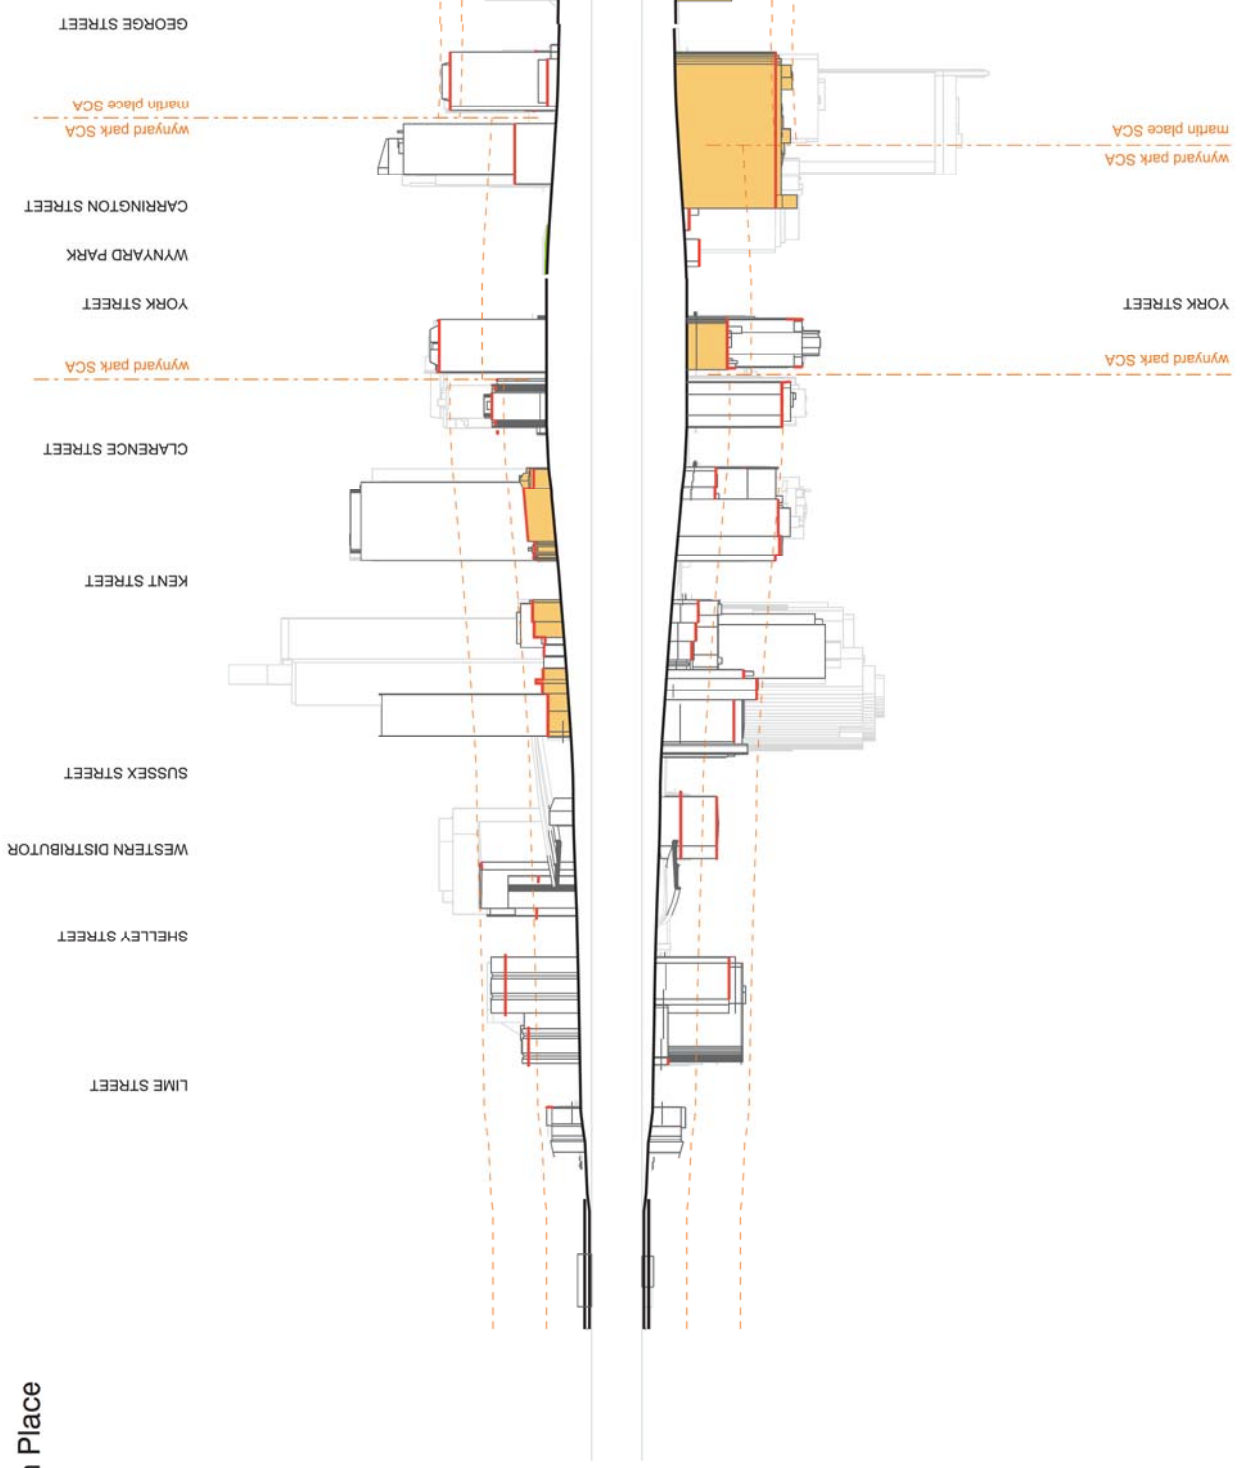 GEORGE STREET
martin place SCA
wynyard park SCA
CARRINGTON STREET
WYNYARD PARK
YORK STREET
wynyard park SCA
CLARENCE STREET
KENT STREET
SUSSEX STREET
WESTERN DISTRIBUTOR
SHELLEY STREET
LIME STREET
martin place SCA
wynyard park SCA
YORK STREET
wynyard park SCA
Place